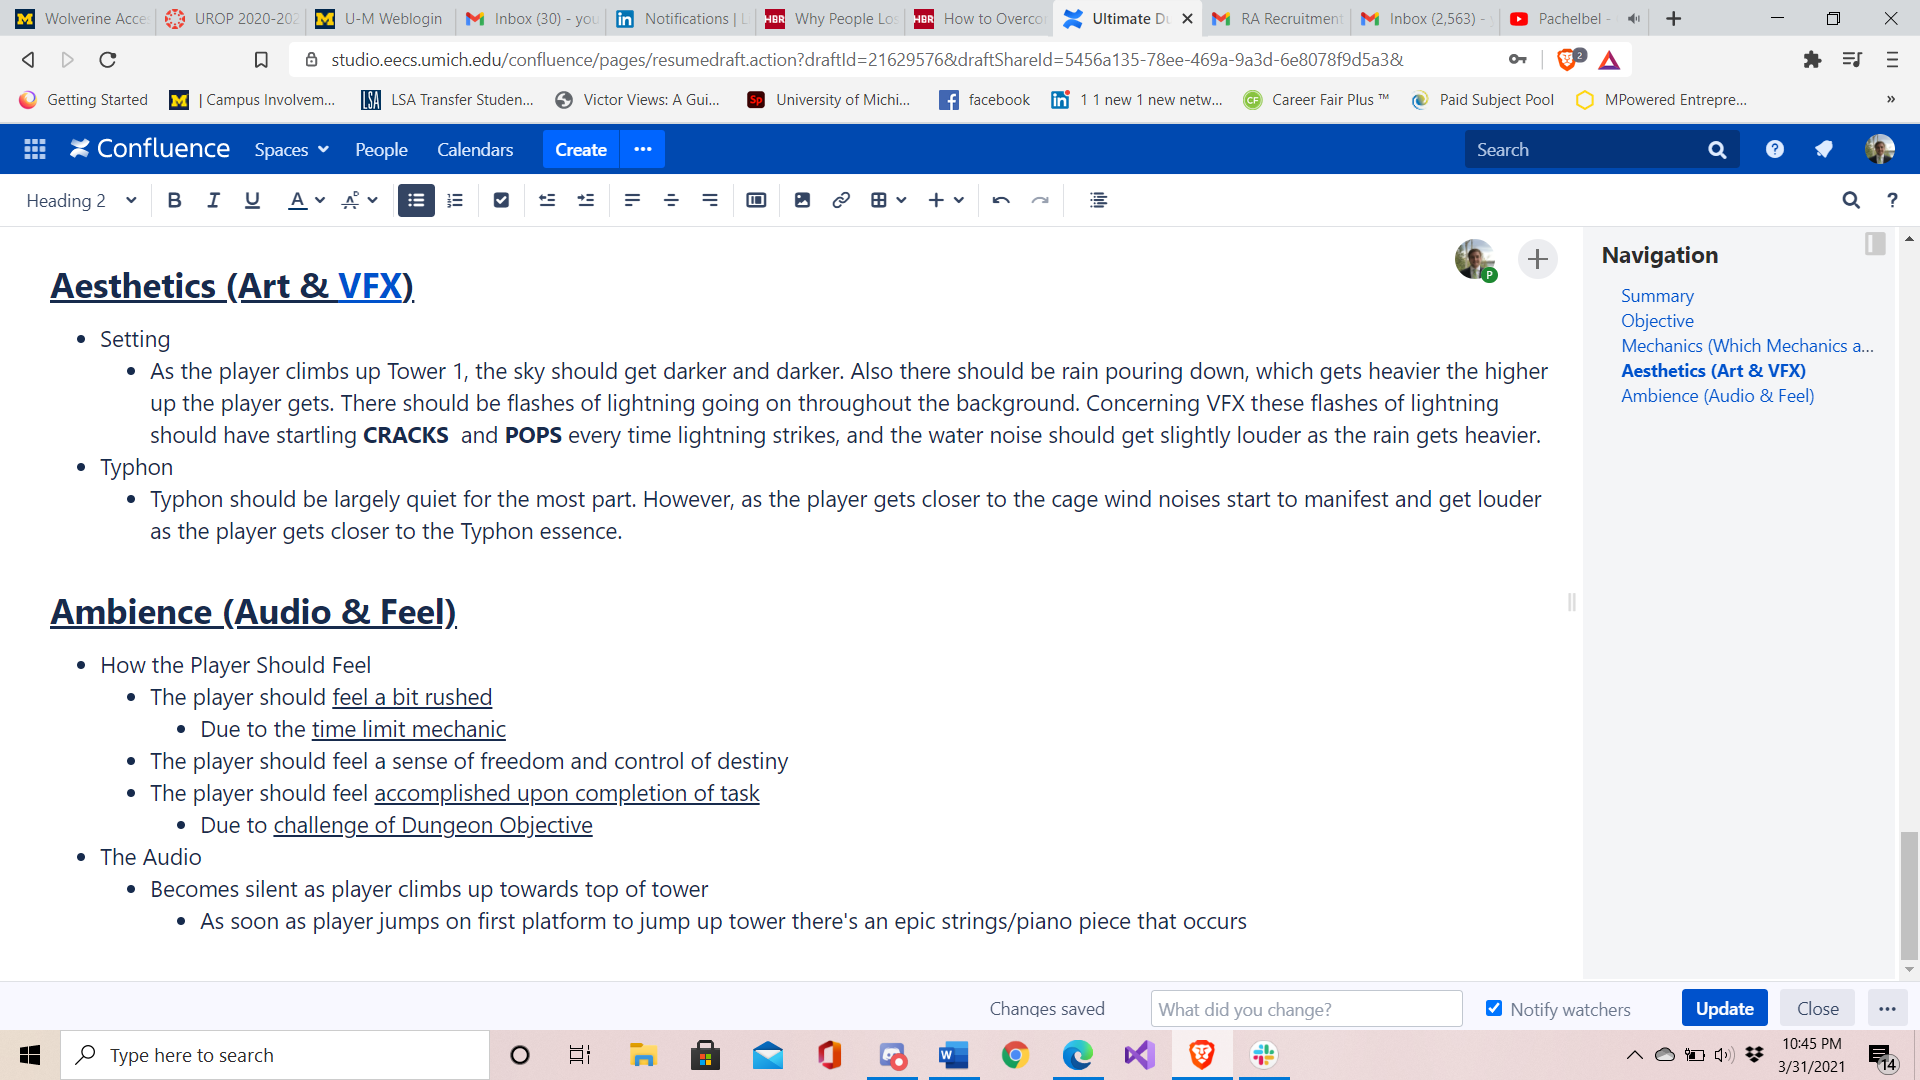 Wolverine Acce
UROP 2020-202
U-M Weblogin
Inbox (30) - you
Notifications | L
HBR
Why People Los
HBR
How to Overco
Ultimate Du
RA Recruitment
Inbox (2,563) - y
Pachelbel -
studio.eecs.umich.edu/confluence/pages/resumedraft.action?draftId=21629576&draftShareId=5456a135-78ee-469a-9a3d-6e8078f9d5a3&
2
Getting Started
| Campus Involvem...
LSA
LSA Transfer Studen...
Victor Views: A Gui...
Sp
University of Michi...
facebook
1 1 new 1 new netw...
CF
Career Fair Plus ™
Paid Subject Pool
MPowered Entrepre...
»
Confluence
Spaces
People
Calendars
Create
Search
Heading 2
Aesthetics (Art & VFX)
• Setting
• As the player climbs up Tower 1, the sky should get darker and darker. Also there should be rain pouring down, which gets heavier the higher
up the player gets. There should be flashes of lightning going on throughout the background. Concerning VFX these flashes of lightning
should have startling CRACKS  and POPS every time lightning strikes, and the water noise should get slightly louder as the rain gets heavier.
• Typhon
• Typhon should be largely quiet for the most part. However, as the player gets closer to the cage wind noises start to manifest and get louder
as the player gets closer to the Typhon essence.
Ambience (Audio & Feel)
• How the Player Should Feel
• The player should feel a bit rushed
• Due to the time limit mechanic
• The player should feel a sense of freedom and control of destiny
• The player should feel accomplished upon completion of task
• Due to challenge of Dungeon Objective
• The Audio
• Becomes silent as player climbs up towards top of tower
• As soon as player jumps on first platform to jump up tower there's an epic strings/piano piece that occurs
P
Navigation
Summary
Objective
Mechanics (Which Mechanics a...
Aesthetics (Art & VFX)
Ambience (Audio & Feel)
Changes saved
What did you change?
Notify watchers
Update
Close
Type here to search
10:45 PM
3/31/2021
14